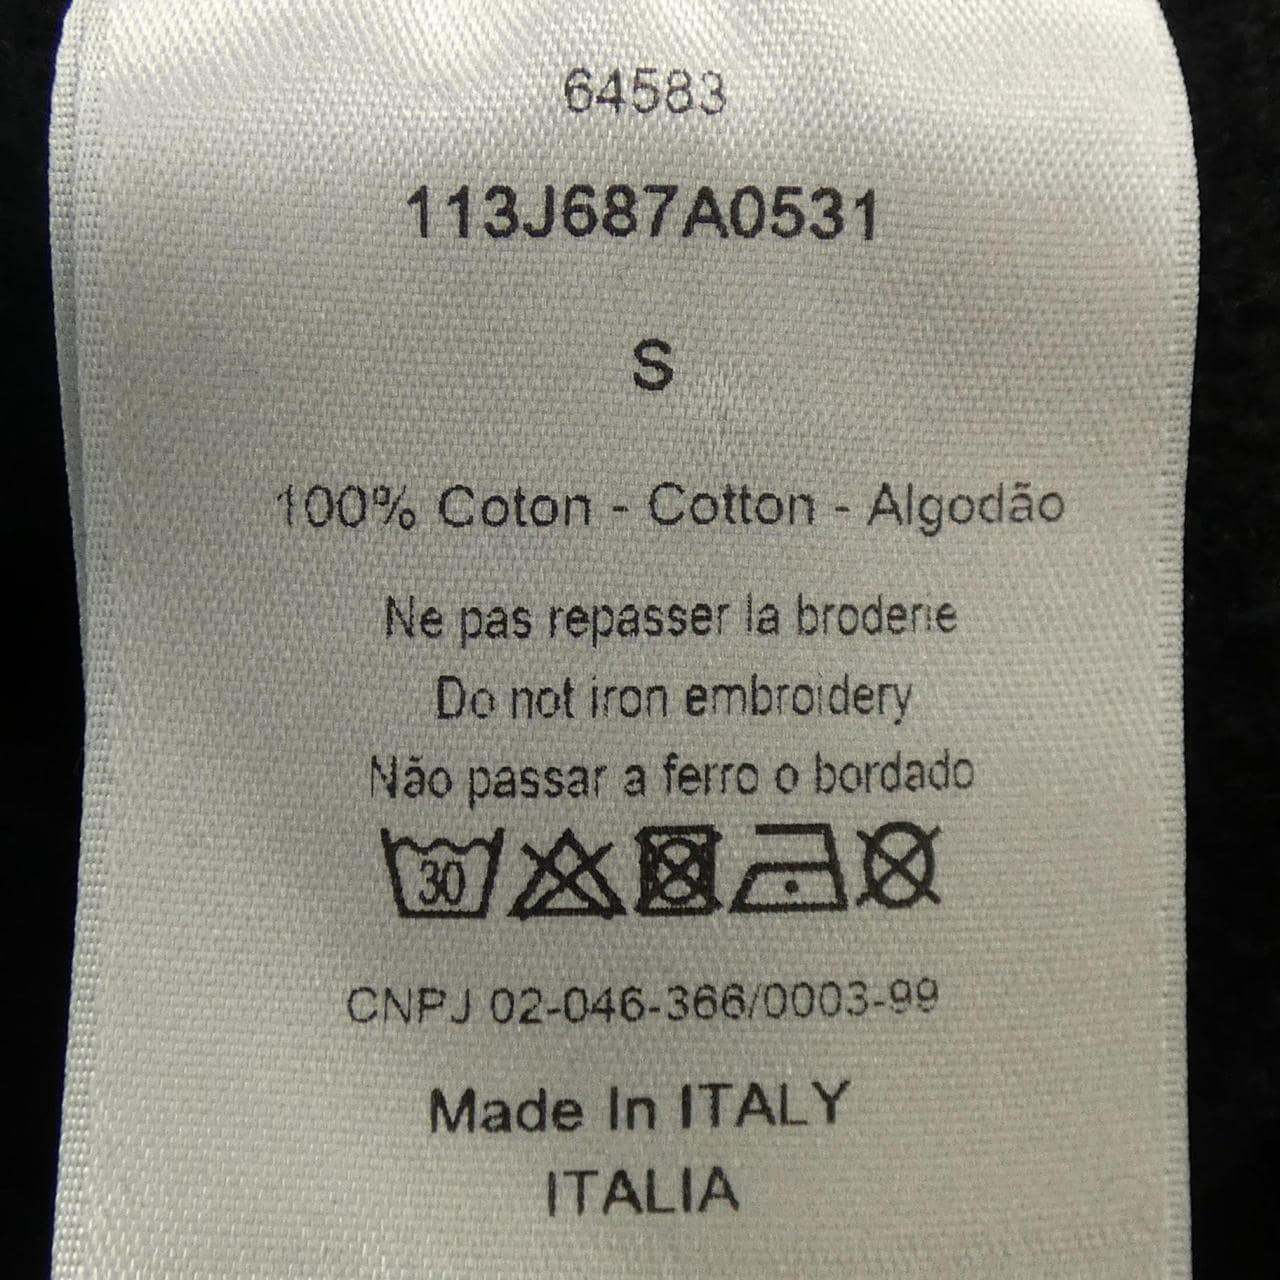 64583
113J687A0531
S
100% Coton - Cotton - Algodão
Ne pas repasser la broderie
Do not iron embroidery
Não passar a ferro o bordado
30
CNPJ 02-046-366/0003-99
Made In ITALY
ITALIA